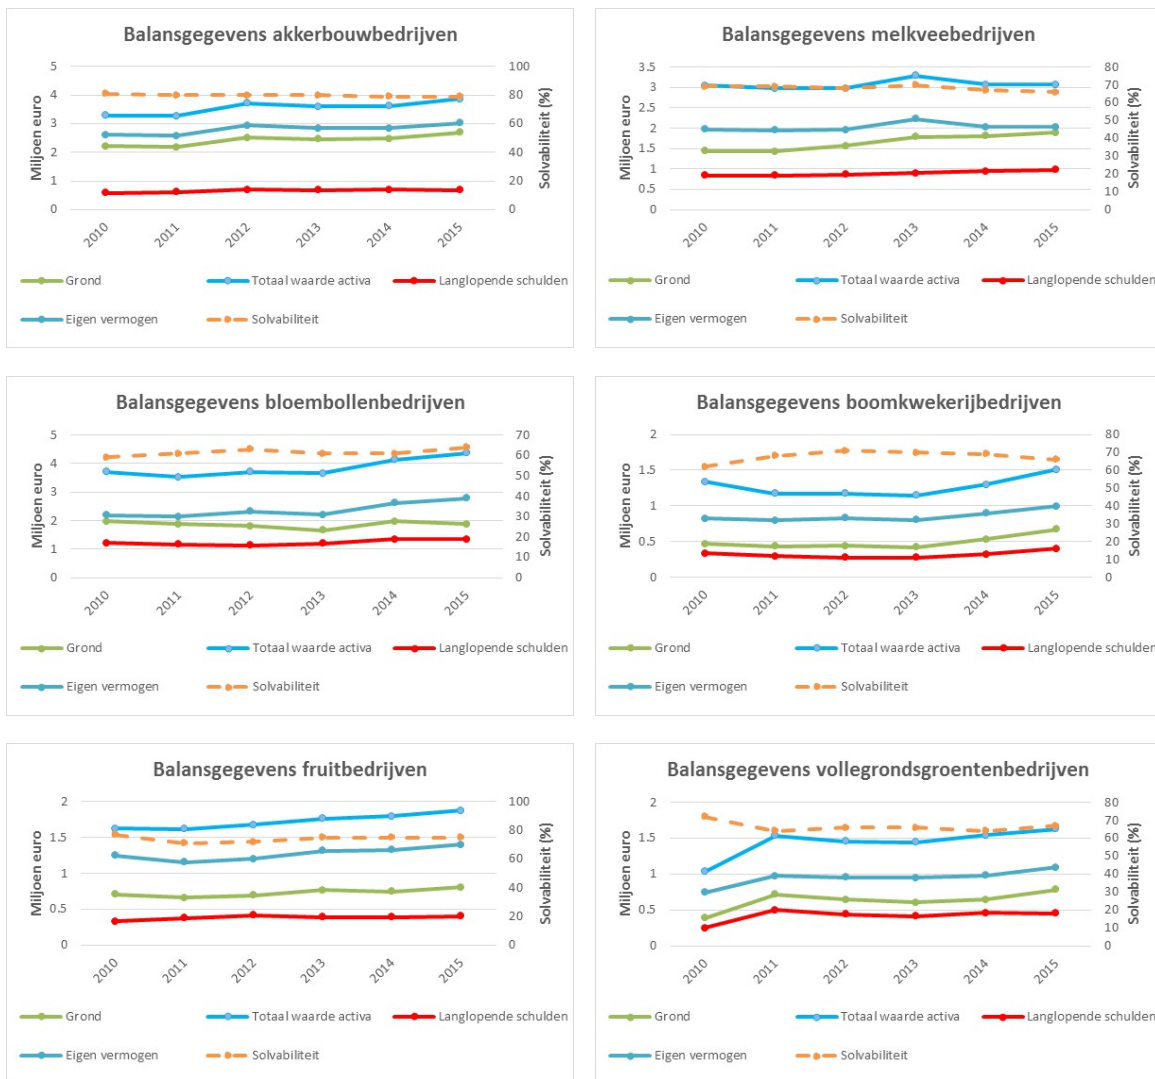 Balansgegevens akkerbouwbedrijven
Miljoen euro
5
4
3
2
1
0
100
80
60
40
20
0
Solvabiliteit (%)
2010 2011 2012 2013 2014 2015
Grond Totaal waarde activa Langlopende schulden
Eigen vermogen Solvabiliteit
Balansgegevens melkveebedrijven
Miljoen euro
3.5
3
2.5
2
1.5
1
0.5
0
80
70
60
50
40
30
20
10
0
Solvabiliteit (%)
2010 2011 2012 2013 2014 2015
Grond Totaal waarde activa Langlopende schulden
Eigen vermogen Solvabiliteit
Balansgegevens bloembollenbedrijven
Miljoen euro
5
4
3
2
1
0
70
60
50
40
30
20
10
0
Solvabiliteit (%)
2010 2011 2012 2013 2014 2015
Grond Totaal waarde activa Langlopende schulden
Eigen vermogen Solvabiliteit
Balansgegevens boomkwekerijbedrijven
Miljoen euro
2
1.5
1
0.5
0
80
70
60
50
40
30
20
10
0
Solvabiliteit (%)
2010 2011 2012 2013 2014 2015
Grond Totaal waarde activa Langlopende schulden
Eigen vermogen Solvabiliteit
Balansgegevens fruitbedrijven
Miljoen euro
2
1.5
1
0.5
0
100
80
60
40
20
0
Solvabiliteit (%)
2010 2011 2012 2013 2014 2015
Grond Totaal waarde activa Langlopende schulden
Eigen vermogen Solvabiliteit
Balansgegevens vollegrondsgroentenbedrijven
Miljoen euro
2
1.5
1
0.5
0
80
70
60
50
40
30
20
10
0
Solvabiliteit (%)
2010 2011 2012 2013 2014 2015
Grond Totaal waarde activa Langlopende schulden
Eigen vermogen Solvabiliteit